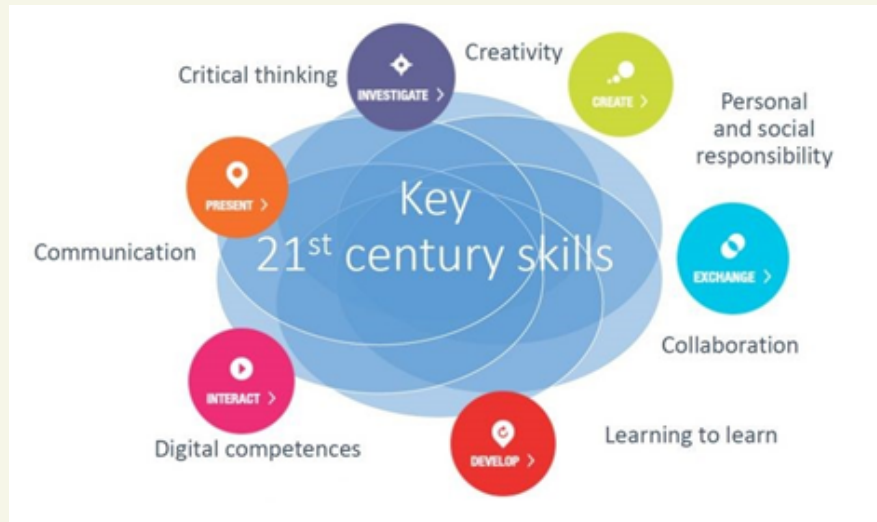 Creativity
Critical thinking
INVESTIGATE >
CREATE >
Personal
and social
responsibility
PRESENT >
Key
21st century skills
Communication
EXCHANGE >
Collaboration
INTERACT >
Digital competences
DEVELOP >
Learning to learn